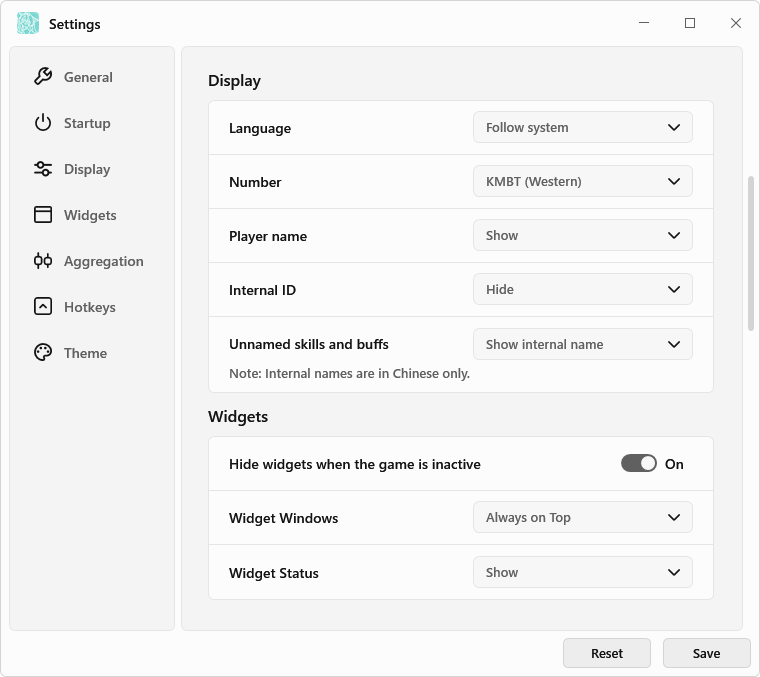 Settings
General
Startup
Display
Widgets
Aggregation
Hotkeys
Theme
Display
Language Follow system
Number KMBT (Western)
Player name Show
Internal ID Hide
Unnamed skills and buffs Show internal name
Note: Internal names are in Chinese only.
Widgets
Hide widgets when the game is inactive On
Widget Windows Always on Top
Widget Status Show
Reset Save